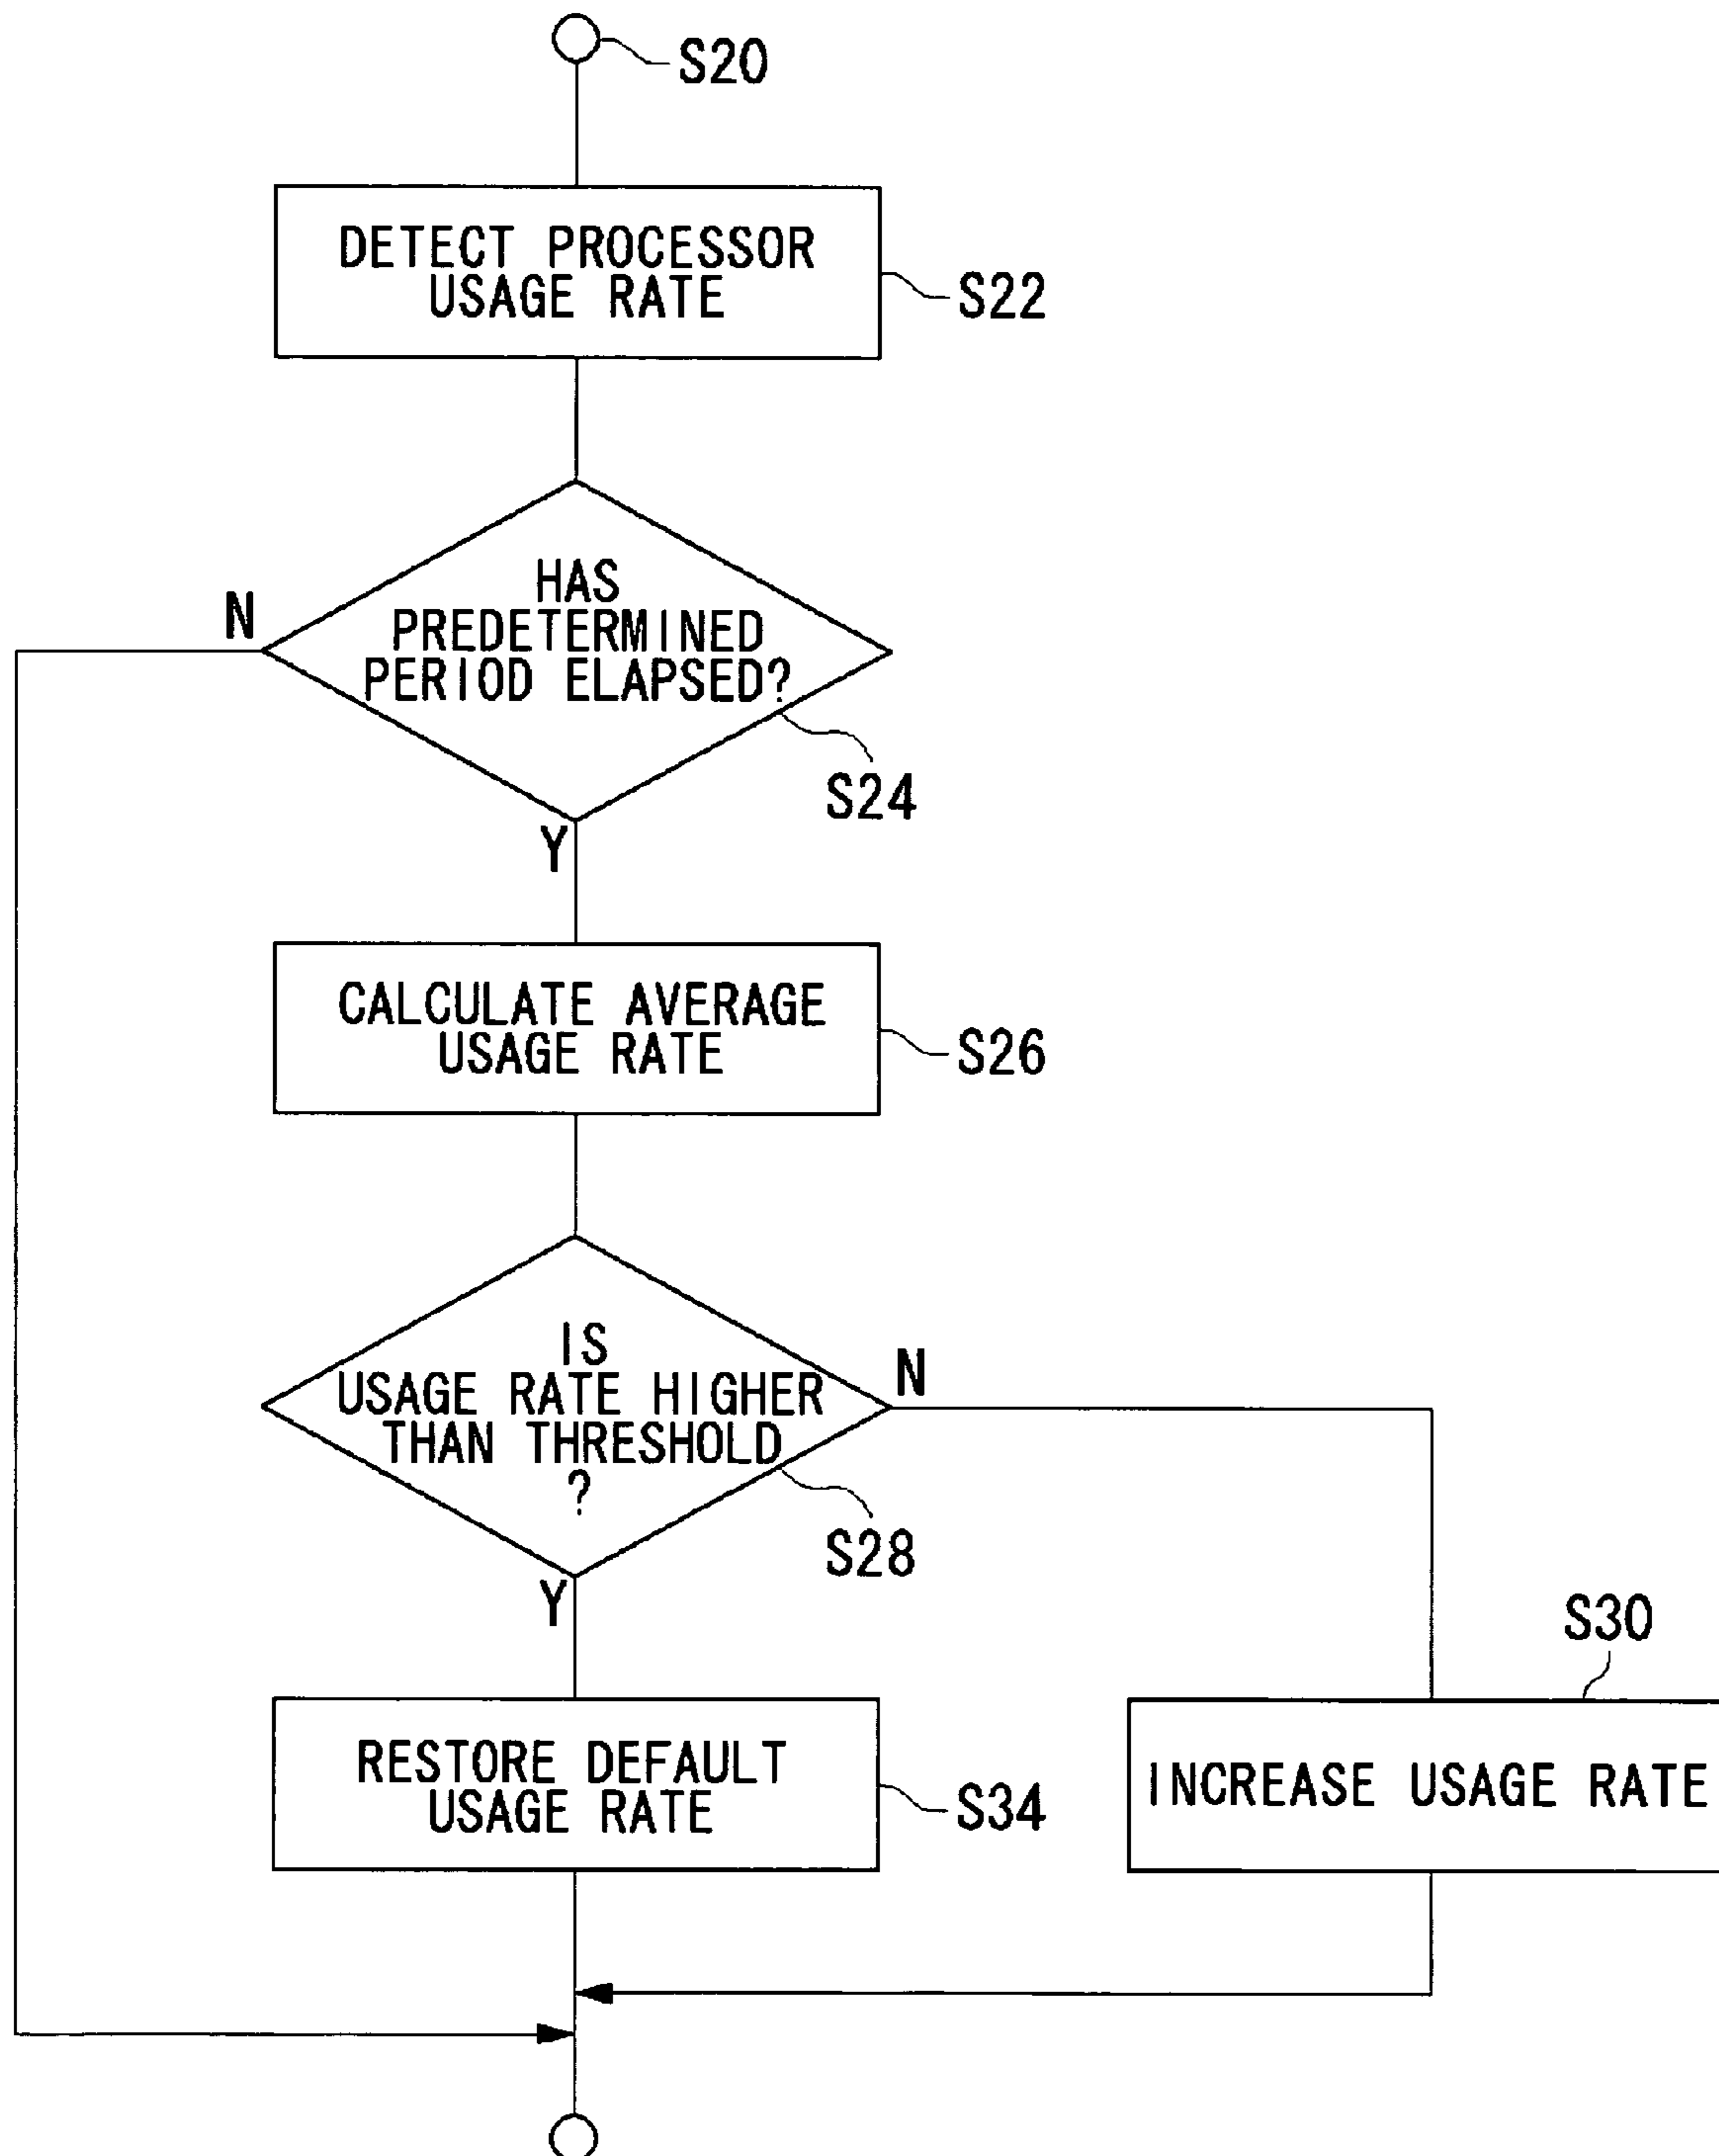 S20
DETECT PROCESSOR
USAGE RATE
S22
HAS
PREDETERMINED
PERIOD ELAPSED?
N
S24
Y
CALCULATE AVERAGE
USAGE RATE
S26
IS
USAGE RATE HIGHER
THAN THRESHOLD
?
N
S28
Y
S30
RESTORE DEFAULT
USAGE RATE
S34
INCREASE USAGE RATE